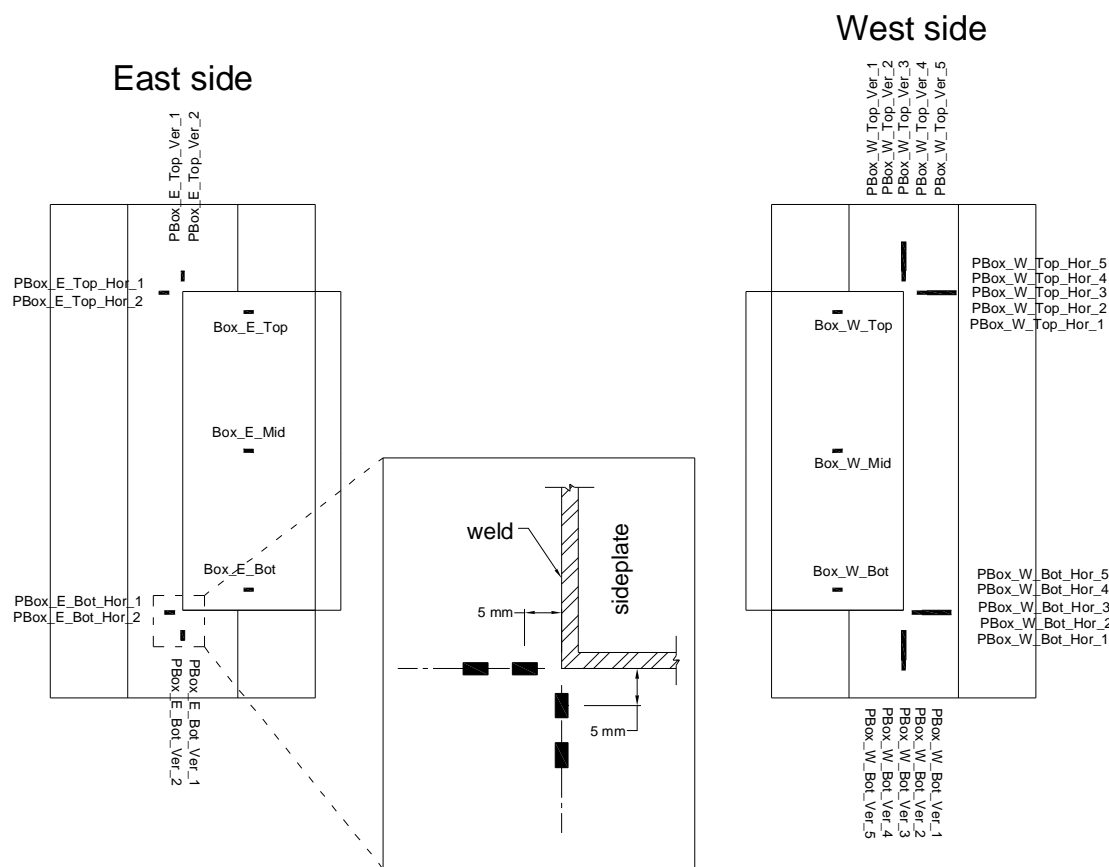 West side
East side
PBox_W_Top_Ver_1
PBox_W_Top_Ver_2
PBox_W_Top_Ver_3
PBox_W_Top_Ver_4
PBox_W_Top_Ver_5
PBox_E_Top_Ver_1
PBox_E_Top_Ver_2
PBox_E_Top_Hor_1
PBox_E_Top_Hor_2
Box_E_Top
Box_W_Top
PBox_W_Top_Hor_5
PBox_W_Top_Hor_4
PBox_W_Top_Hor_3
PBox_W_Top_Hor_2
PBox_W_Top_Hor_1
Box_E_Mid
Box_W_Mid
weld
sideplate
5 mm
5 mm
Box_E_Bot
Box_W_Bot
PBox_E_Bot_Hor_1
PBox_E_Bot_Hor_2
PBox_W_Bot_Hor_5
PBox_W_Bot_Hor_4
PBox_W_Bot_Hor_3
PBox_W_Bot_Hor_2
PBox_W_Bot_Hor_1
PBox_E_Bot_Ver_1
PBox_E_Bot_Ver_2
PBox_W_Bot_Ver_1
PBox_W_Bot_Ver_2
PBox_W_Bot_Ver_3
PBox_W_Bot_Ver_4
PBox_W_Bot_Ver_5